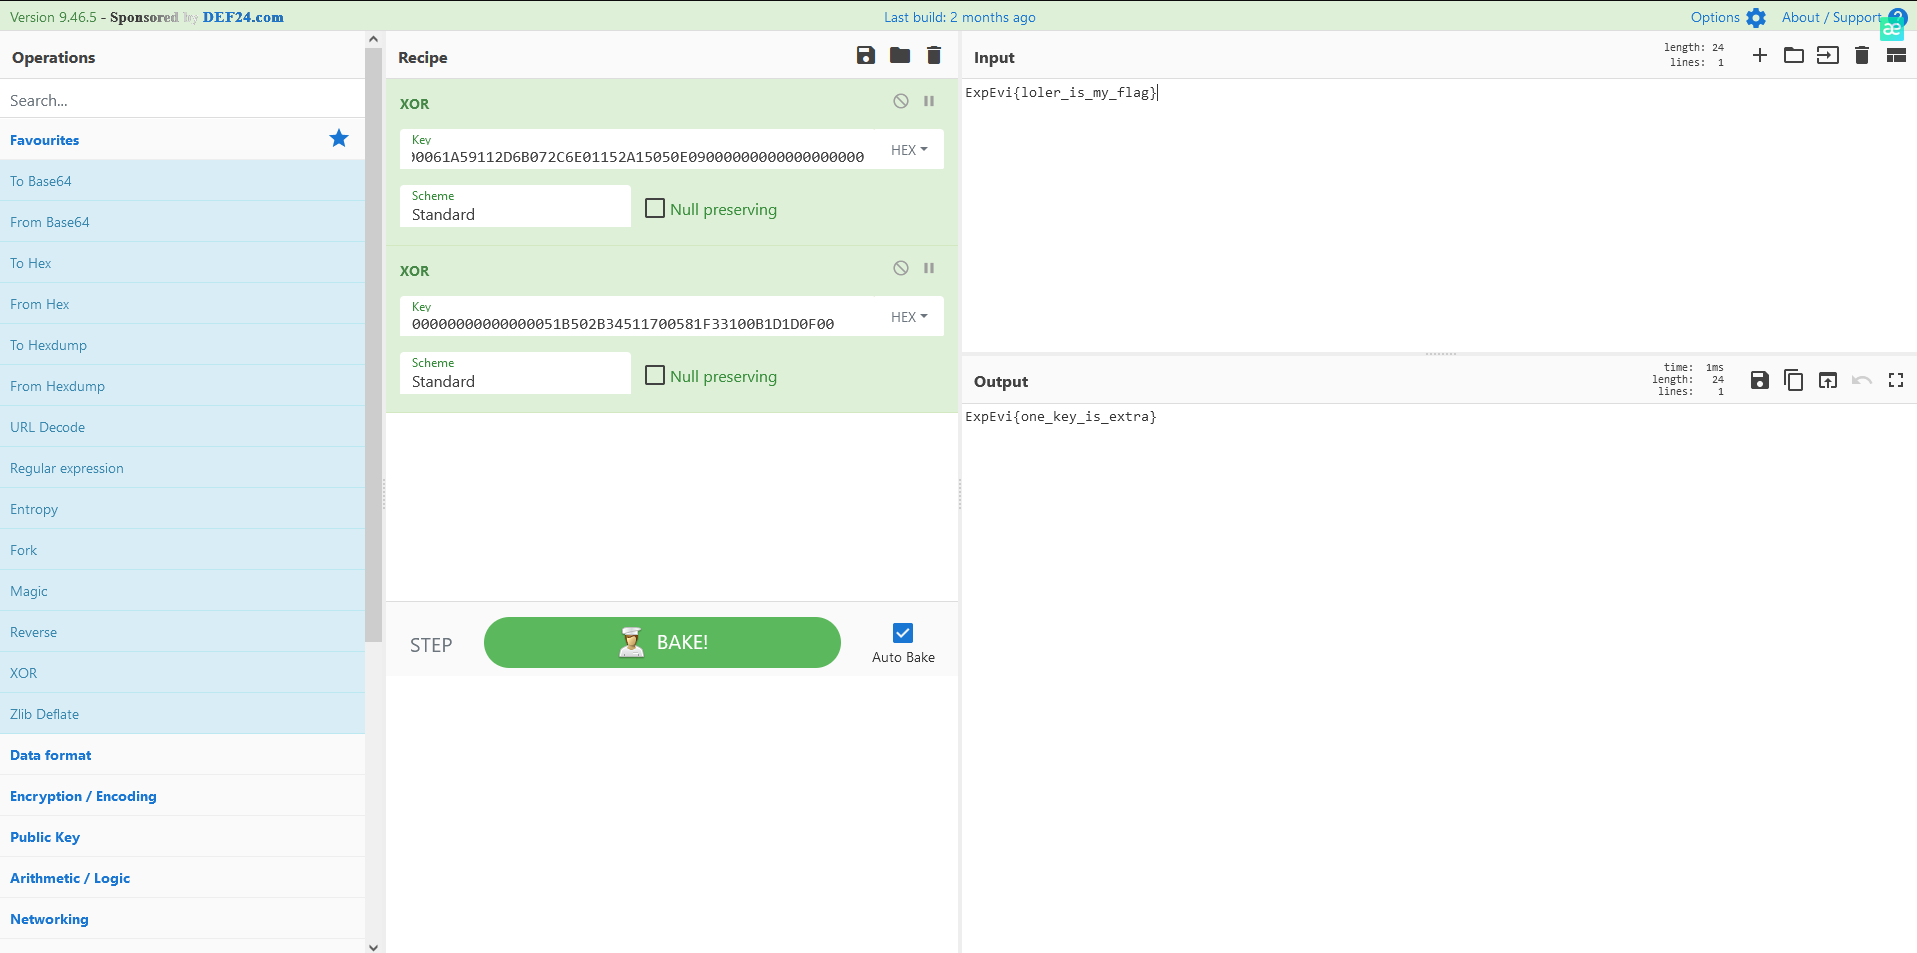 Version 9.46.5 - Sponsored by DEF24.com
Last build: 2 months ago
Options
About / Support
æ
Operations
Search...
Favourites
To Base64
From Base64
To Hex
From Hex
To Hexdump
From Hexdump
URL Decode
Regular expression
Entropy
Fork
Magic
Reverse
XOR
Zlib Deflate
Data format
Encryption / Encoding
Public Key
Arithmetic / Logic
Networking
Recipe
XOR
Key
00061A59112D6B072C6E01152A15050E09000000000000000000
HEX
Scheme
Standard
Null preserving
XOR
Key
00000000000000051B502B34511700581F33100B1D1D0F00
HEX
Scheme
Standard
Null preserving
STEP
BAKE!
Auto Bake
Input
length: 24
lines: 1
ExpEvi{loler_is_my_flag}
Output
time: 1ms
length: 24
lines: 1
ExpEvi{one_key_is_extra}